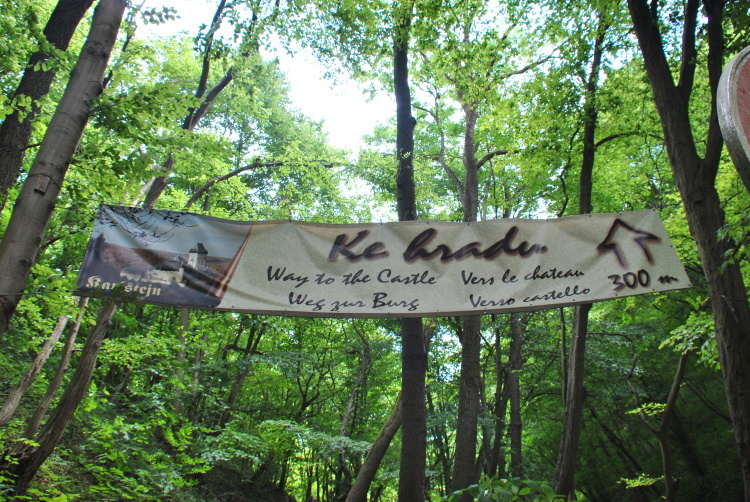 Ke hradu
Way to the Castle
Vers le chateau
Weg zur Burg
Verso castello
300 m
Karlštejn